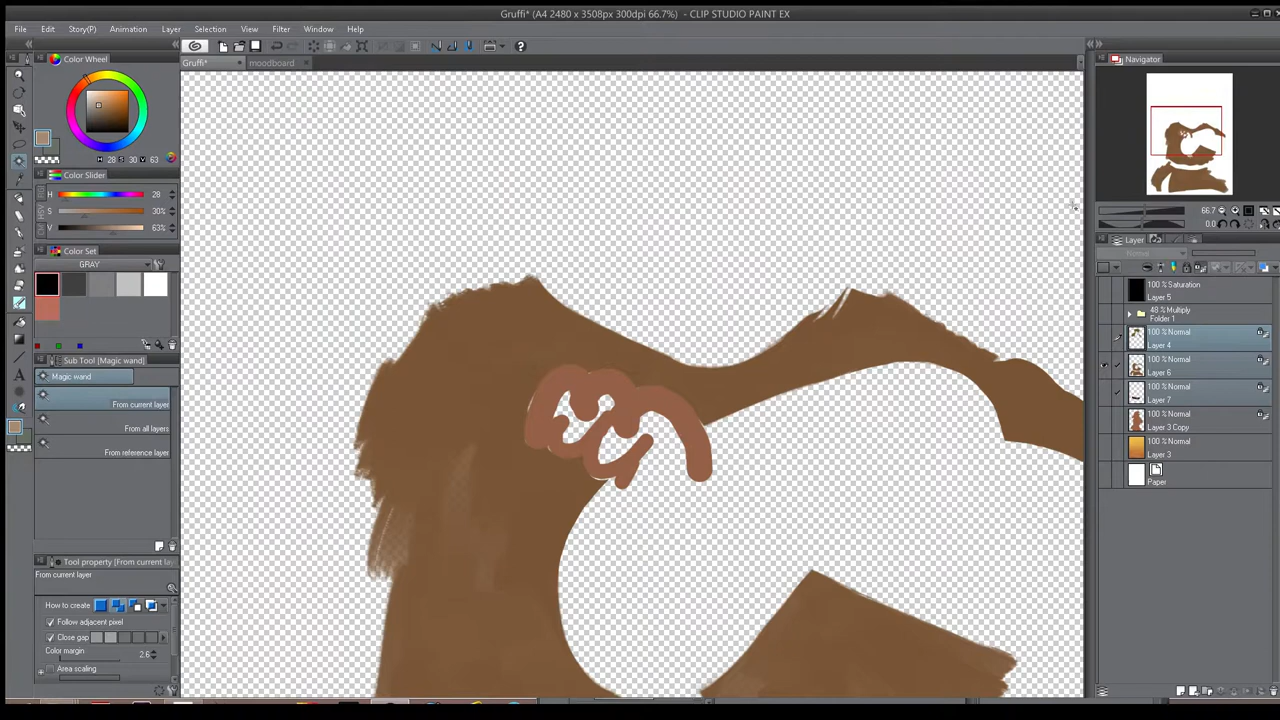 Gruffi* (A4 2480 x 3508px 300dpi 66.7%) - CLIP STUDIO PAINT EX
File Edit Story(P) Animation Layer Selection View Filter Window Help
Gruffi* moodboard
Color Wheel
H 28 S 30 V 63
Color Slider
H 28
S 30%
V 63%
Color Set
GRAY
Sub Tool [Magic wand]
Magic wand
From current layer
From all layers
From reference layer
Tool property [From current layer]
From current layer
How to create
Follow adjacent pixel
Close gap
Color margin 2.6
Area scaling
Navigator
66.7
0.0
Layer
Normal
100 % Saturation
Layer 5
48 % Multiply
Folder 1
100 % Normal
Layer 4
100 % Normal
Layer 6
100 % Normal
Layer 7
100 % Normal
Layer 3 Copy
100 % Normal
Layer 3
Paper